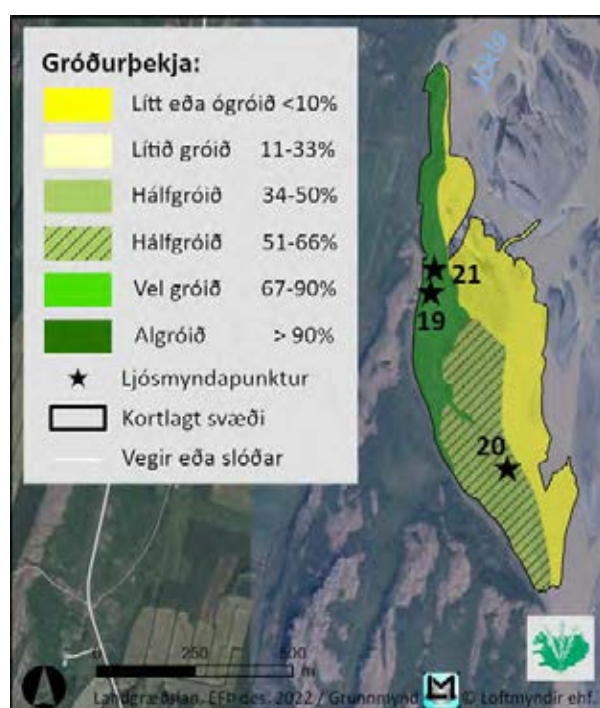 Gróðurþekja:
Lítt eða ógróið <10%
Lítið gróið 11-33%
Hálfgróið 34-50%
Hálfgróið 51-66%
Vel gróið 67-90%
Algróið > 90%
Ljósmyndapunktur
Kortlagt svæði
Vegir eða slóðar
21
19
20
0 250 500
m
Landgræðslan, EFÞ des. 2022 / Grunnmynd © Loftmyndir ehf.